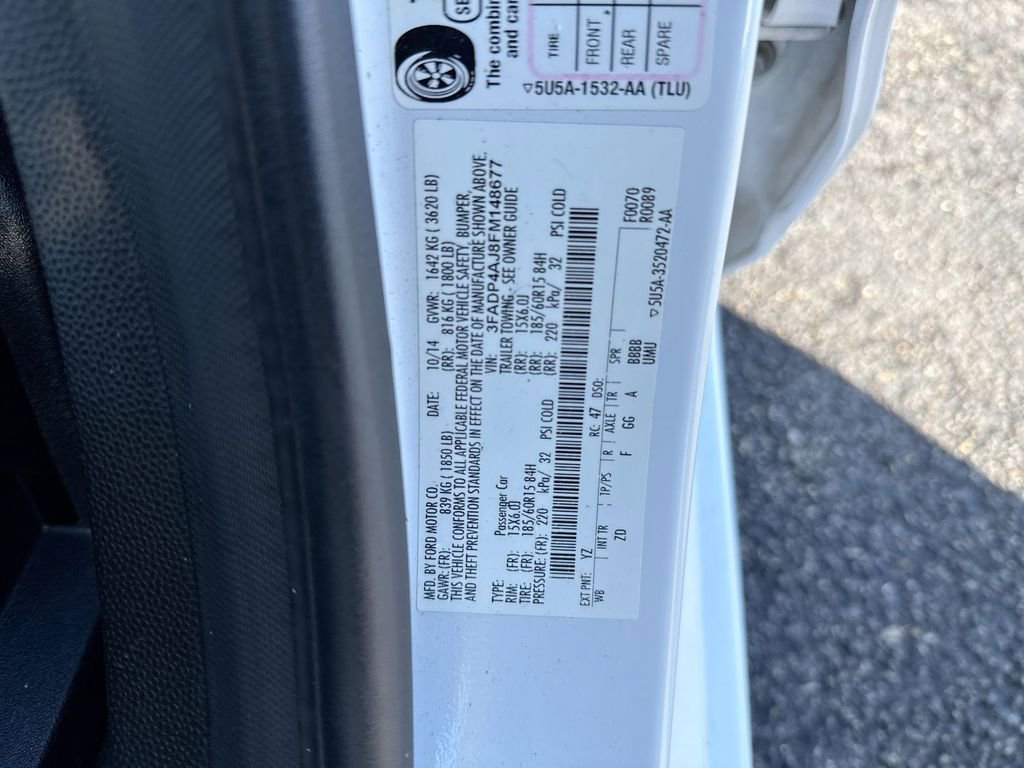 SE
The combin
and car
TIRE
FRONT
REAR
SPARE
▽5U5A-1532-AA (TLU)
MFD. BY FORD MOTOR CO. DATE: 10/14 GVWR: 1642 KG ( 3620 LB)
GAWR: (FR): 839 KG ( 1850 LB) (RR): 816 KG ( 1800 LB)
THIS VEHICLE CONFORMS TO ALL APPLICABLE FEDERAL MOTOR VEHICLE SAFETY, BUMPER,
AND THEFT PREVENTION STANDARDS IN EFFECT ON THE DATE OF MANUFACTURE SHOWN ABOVE.
VIN: 3FADP4AJ8FM148677
TYPE: Passenger Car TRAILER TOWING: SEE OWNER GUIDE
RIM: (FR): 15X6.0J (RR): 15X6.0J
TIRE: (FR): 185/60R15 84H (RR): 185/60R15 84H
PRESSURE: (FR): 220 kPa/ 32 PSI COLD (RR): 220 kPa/ 32 PSI COLD
EXT PNT: YZ RC: 47 DSO: F0070
WB INT TR TP/PS R AXLE TR SPR R0089
ZD F GG A BBBB
UMU
▽5U5A-3520472-AA